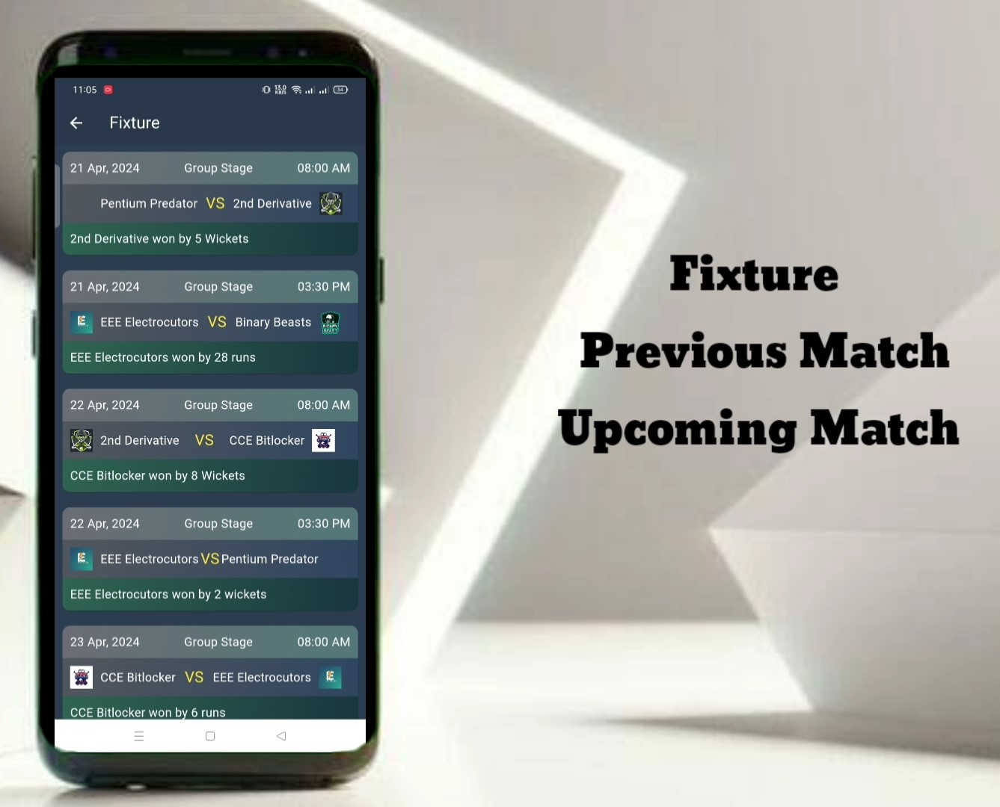 11:05
13.0
KB/S
34
Fixture
21 Apr, 2024 Group Stage 08:00 AM
Pentium Predator VS 2nd Derivative
2nd Derivative won by 5 Wickets
21 Apr, 2024 Group Stage 03:30 PM
EEE Electrocutors VS Binary Beasts
EEE Electrocutors won by 28 runs
22 Apr, 2024 Group Stage 08:00 AM
2nd Derivative VS CCE Bitlocker
CCE Bitlocker won by 8 Wickets
22 Apr, 2024 Group Stage 03:30 PM
EEE Electrocutors VS Pentium Predator
EEE Electrocutors won by 2 wickets
23 Apr, 2024 Group Stage 08:00 AM
CCE Bitlocker VS EEE Electrocutors
CCE Bitlocker won by 6 runs
Fixture
Previous Match
Upcoming Match